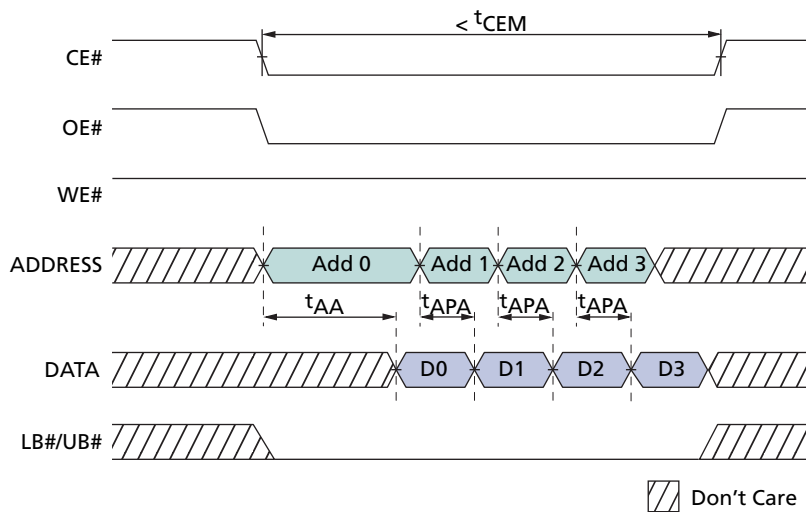 < tCEM
CE#
OE#
WE#
ADDRESS Add 0 Add 1 Add 2 Add 3
tAA tAPA tAPA tAPA
DATA D0 D1 D2 D3
LB#/UB#
Don't Care